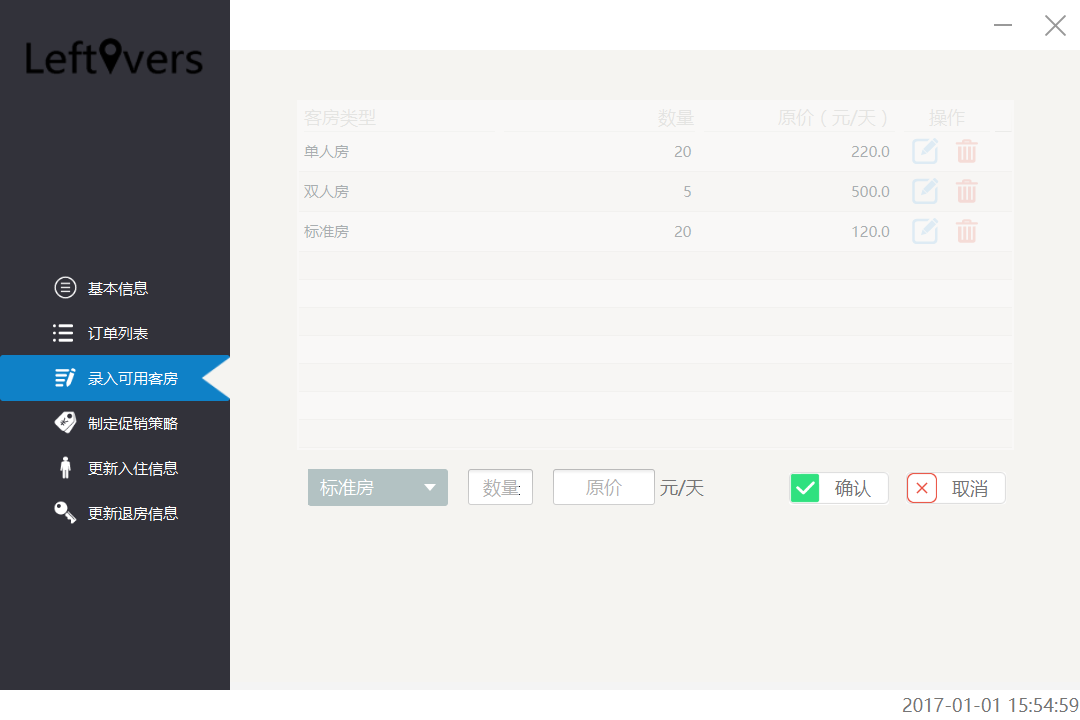 Leftovers
基本信息
订单列表
录入可用客房
制定促销策略
更新入住信息
更新退房信息
客房类型 数量 原价（元/天） 操作
单人房 20 220.0
双人房 5 500.0
标准房 20 120.0
标准房 数量: 原价 元/天 确认 取消
2017-01-01 15:54:59